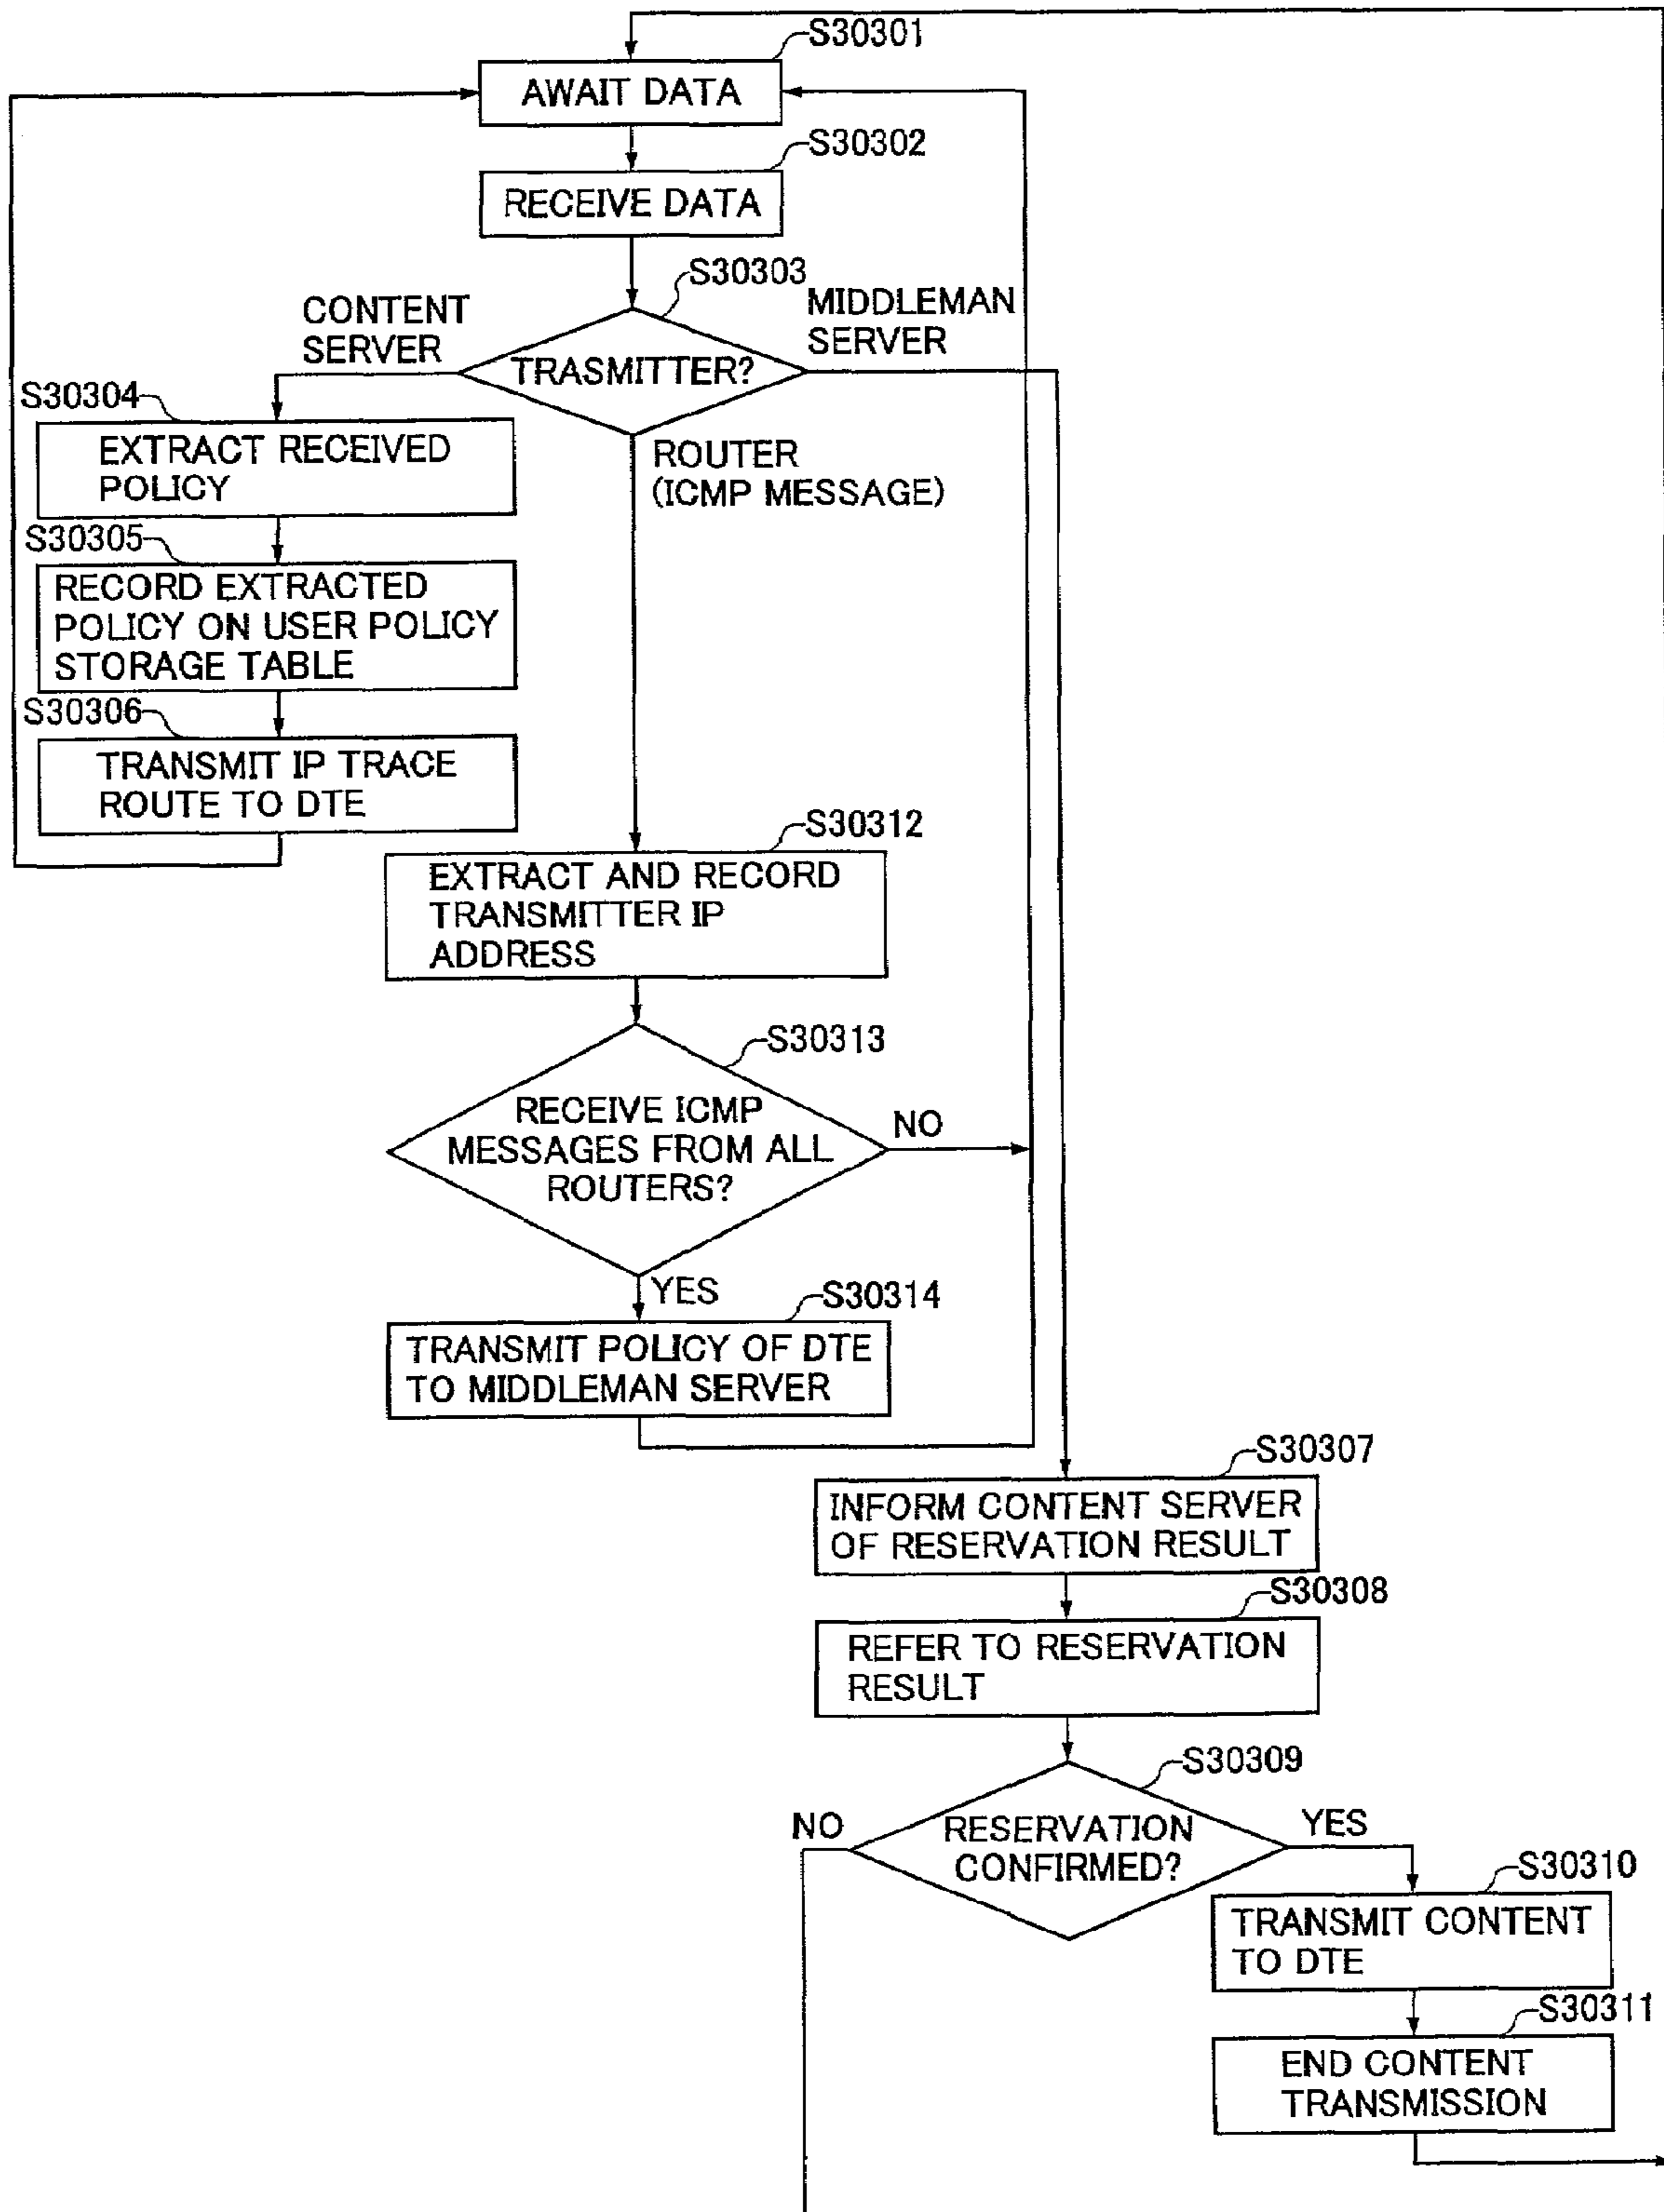 S30301
AWAIT DATA
S30302
RECEIVE DATA
S30303
CONTENT
SERVER
MIDDLEMAN
SERVER
TRASMITTER?
S30304
EXTRACT RECEIVED
POLICY
ROUTER
(ICMP MESSAGE)
S30305
RECORD EXTRACTED
POLICY ON USER POLICY
STORAGE TABLE
S30306
TRANSMIT IP TRACE
ROUTE TO DTE
S30312
EXTRACT AND RECORD
TRANSMITTER IP
ADDRESS
S30313
RECEIVE ICMP
MESSAGES FROM ALL
ROUTERS?
NO
YES
S30314
TRANSMIT POLICY OF DTE
TO MIDDLEMAN SERVER
S30307
INFORM CONTENT SERVER
OF RESERVATION RESULT
S30308
REFER TO RESERVATION
RESULT
S30309
NO
RESERVATION
CONFIRMED?
YES
S30310
TRANSMIT CONTENT
TO DTE
S30311
END CONTENT
TRANSMISSION